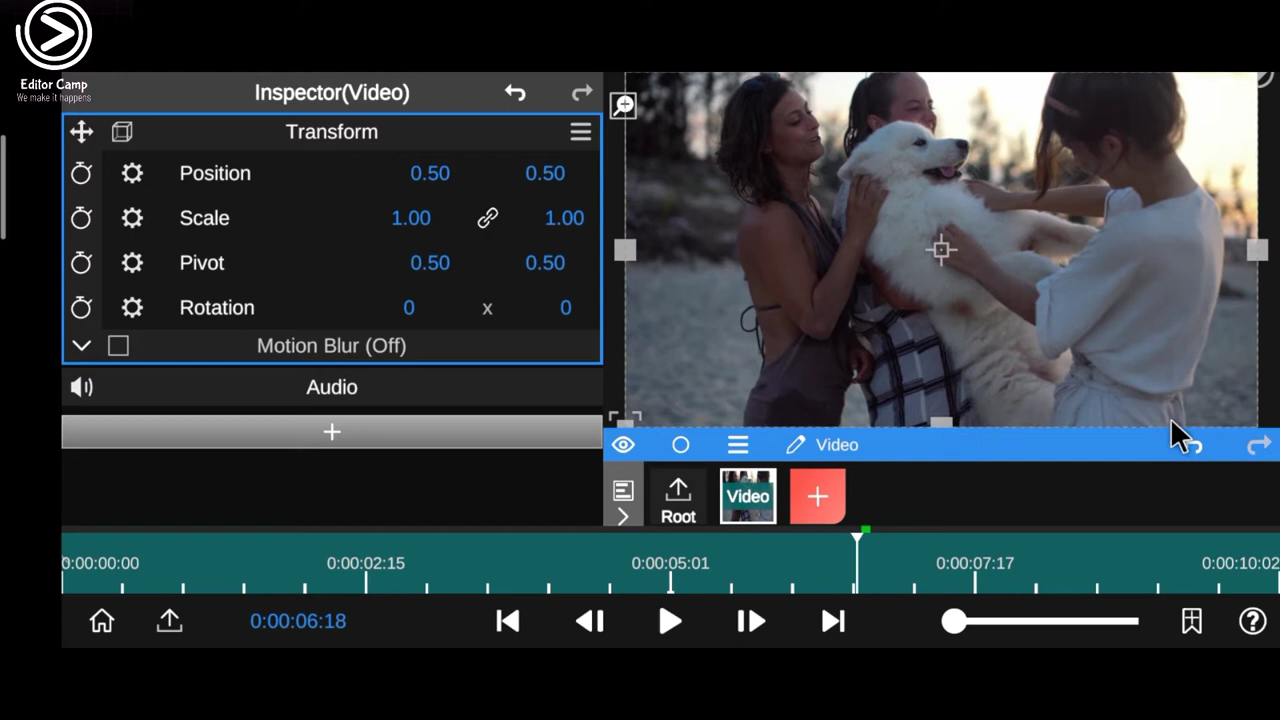 Editor Camp
We make it happens
Inspector(Video)
Transform
Position 0.50 0.50
Scale 1.00 1.00
Pivot 0.50 0.50
Rotation 0 x 0
Motion Blur (Off)
Audio
+
Video
Root
Video
+
0:00:00:00 0:00:02:15 0:00:05:01 0:00:07:17 0:00:10:02
0:00:06:18